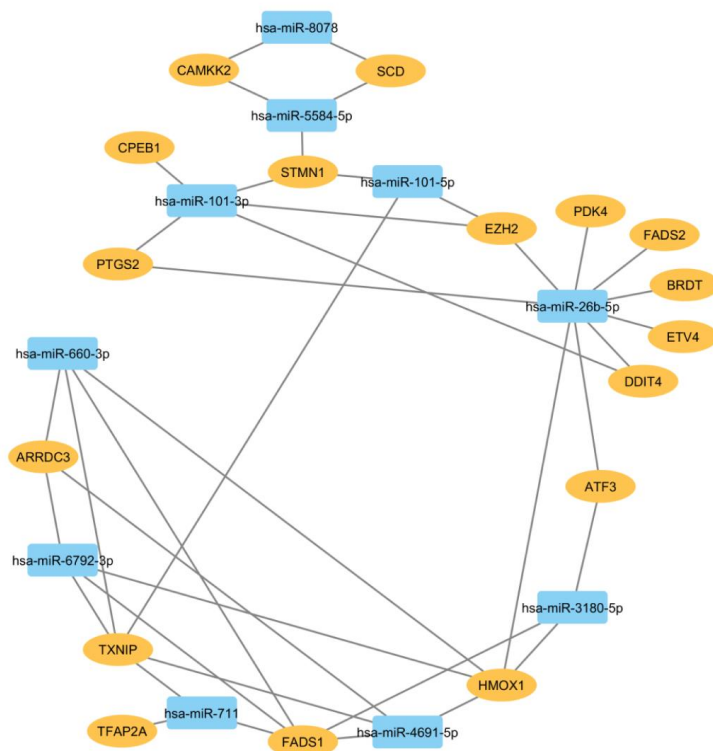 hsa-miR-8078
CAMKK2
SCD
hsa-miR-5584-5p
CPEB1
STMN1
hsa-miR-101-5p
hsa-miR-101-3p
PDK4
EZH2
FADS2
PTGS2
BRDT
hsa-miR-26b-5p
ETV4
hsa-miR-660-3p
DDIT4
ARRDC3
ATF3
hsa-miR-6792-3p
hsa-miR-3180-5p
TXNIP
HMOX1
hsa-miR-711
TFAP2A
hsa-miR-4691-5p
FADS1